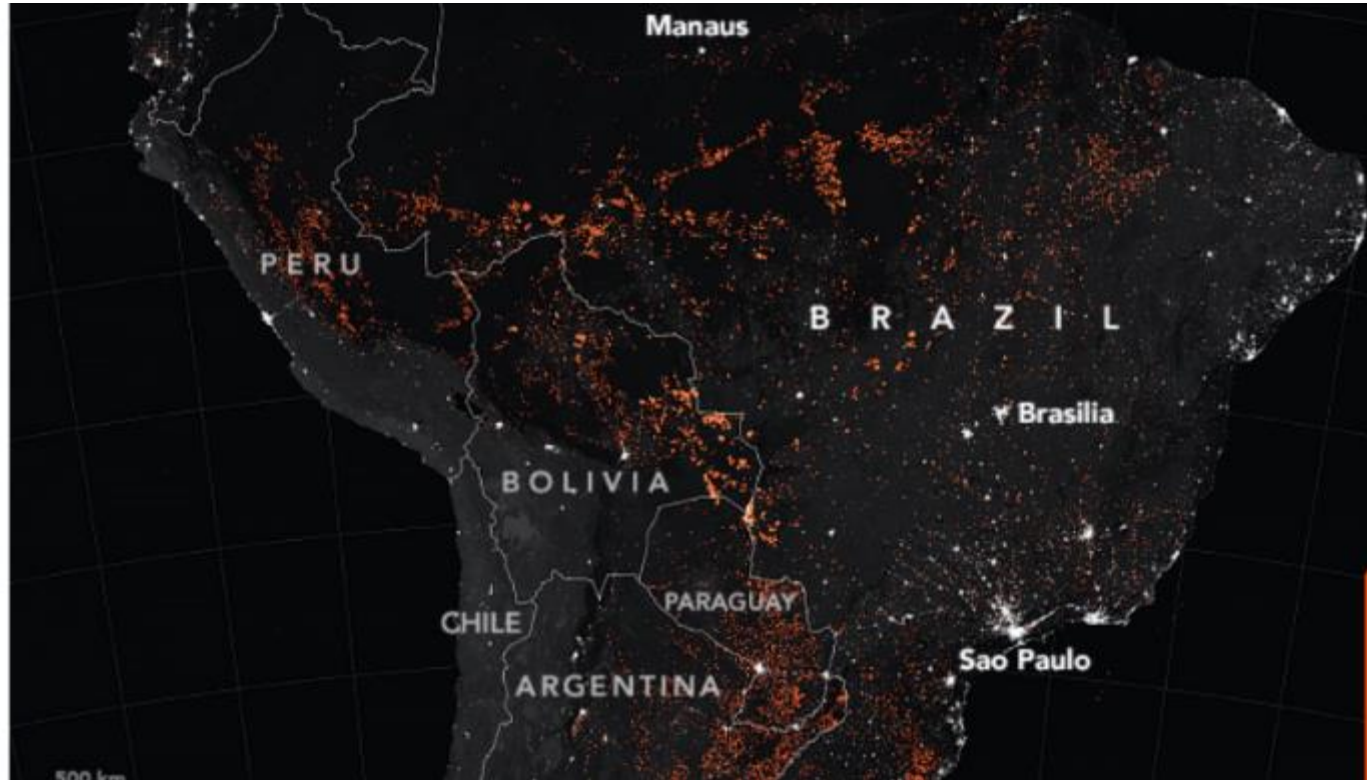 Manaus
PERU
BRAZIL
Brasilia
BOLIVIA
PARAGUAY
CHILE
Sao Paulo
ARGENTINA
500 km